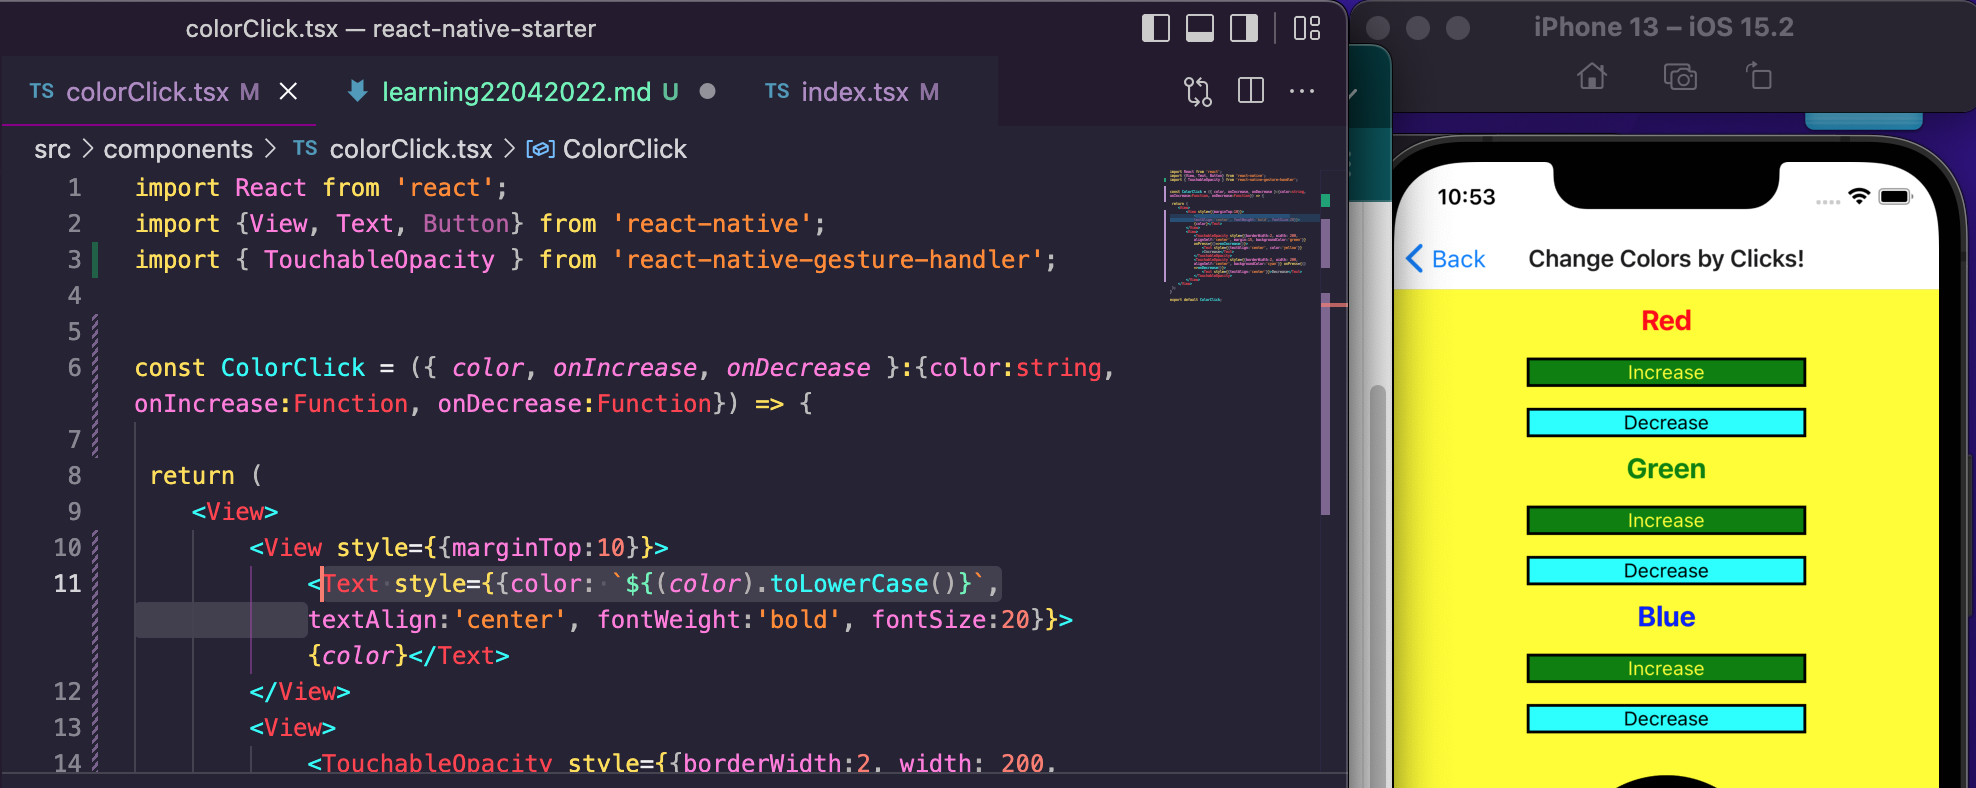 colorClick.tsx — react-native-starter
TS colorClick.tsx M
learning22042022.md U
TS index.tsx M
src > components > TS colorClick.tsx > ColorClick
1 import React from 'react';
2 import {View, Text, Button} from 'react-native';
3 import { TouchableOpacity } from 'react-native-gesture-handler';
4
5
6 const ColorClick = ({ color, onIncrease, onDecrease }:{color:string,
onIncrease:Function, onDecrease:Function}) => {
7
8 return (
9 <View>
10 <View style={{marginTop:10}}>
11 <Text style={{color: `${(color).toLowerCase()}`,
textAlign:'center', fontWeight:'bold', fontSize:20}}>
{color}</Text>
12 </View>
13 <View>
14 <TouchableOpacity style={{borderWidth:2, width: 200,
iPhone 13 – iOS 15.2
10:53
Back
Change Colors by Clicks!
Red
Increase
Decrease
Green
Increase
Decrease
Blue
Increase
Decrease